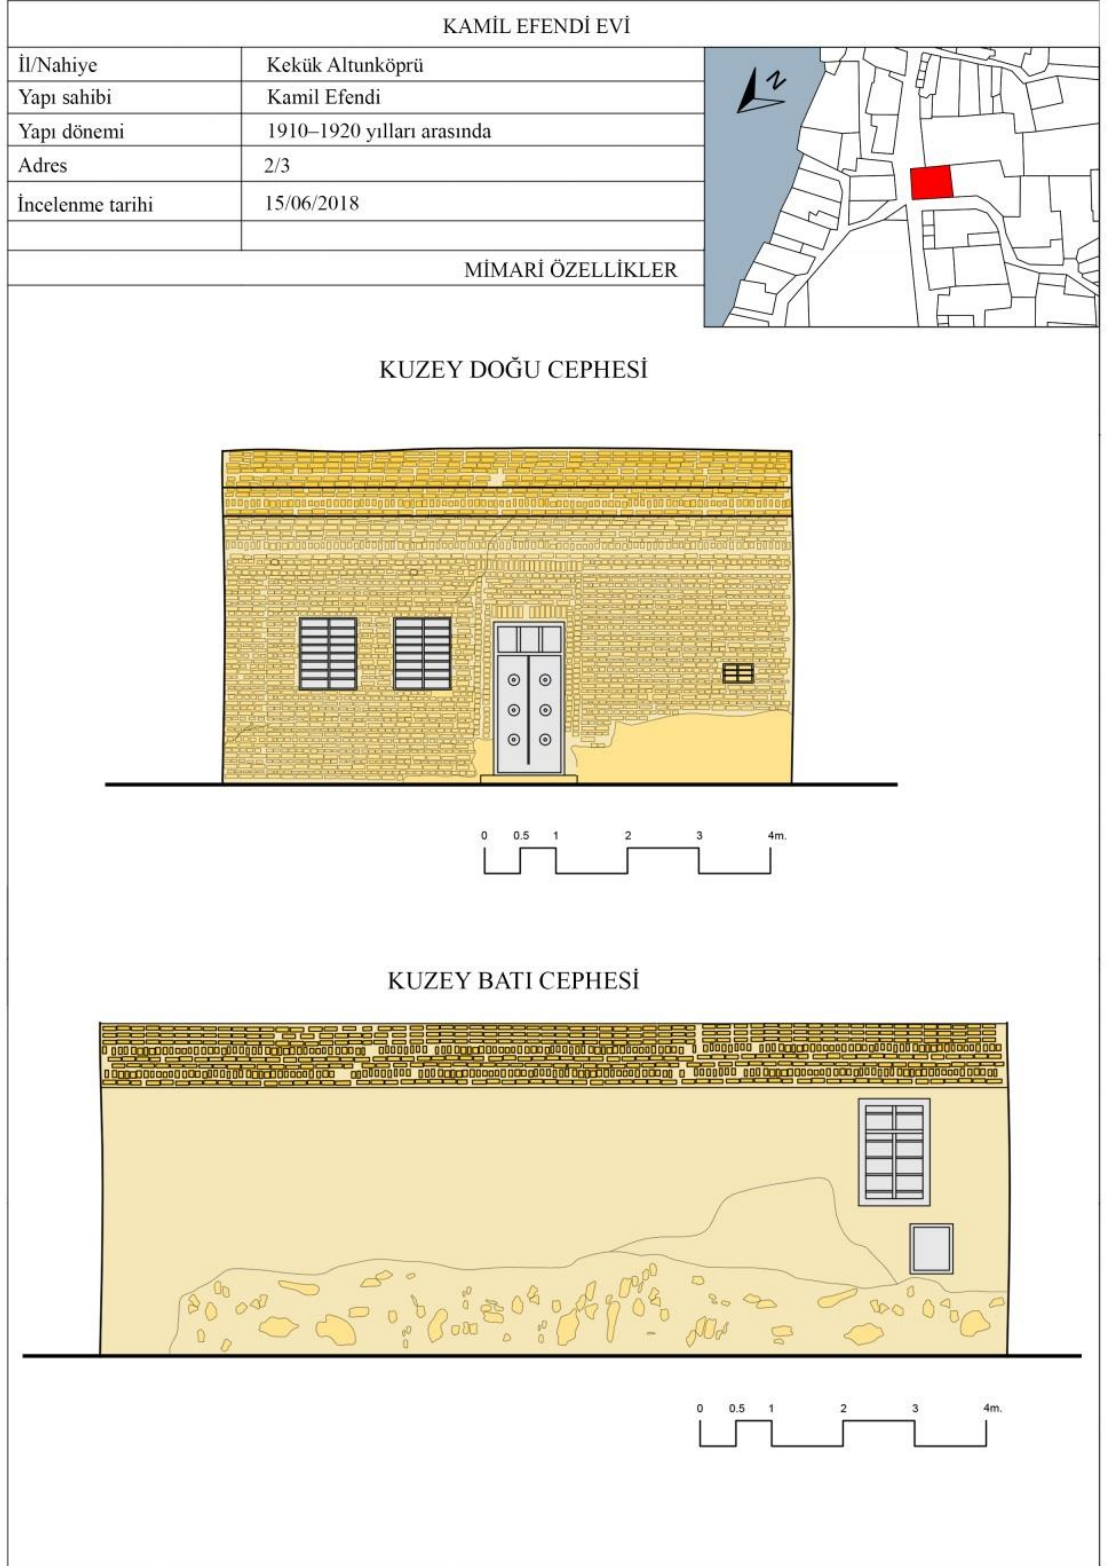 KAMİL EFENDİ EVİ
İl/Nahiye Kekük Altunköprü
Yapı sahibi Kamil Efendi
Yapı dönemi 1910–1920 yılları arasında
Adres 2/3
İncelenme tarihi 15/06/2018
MİMARİ ÖZELLİKLER
N
KUZEY DOĞU CEPHESİ
0 0.5 1 2 3 4m.
KUZEY BATI CEPHESİ
0 0.5 1 2 3 4m.